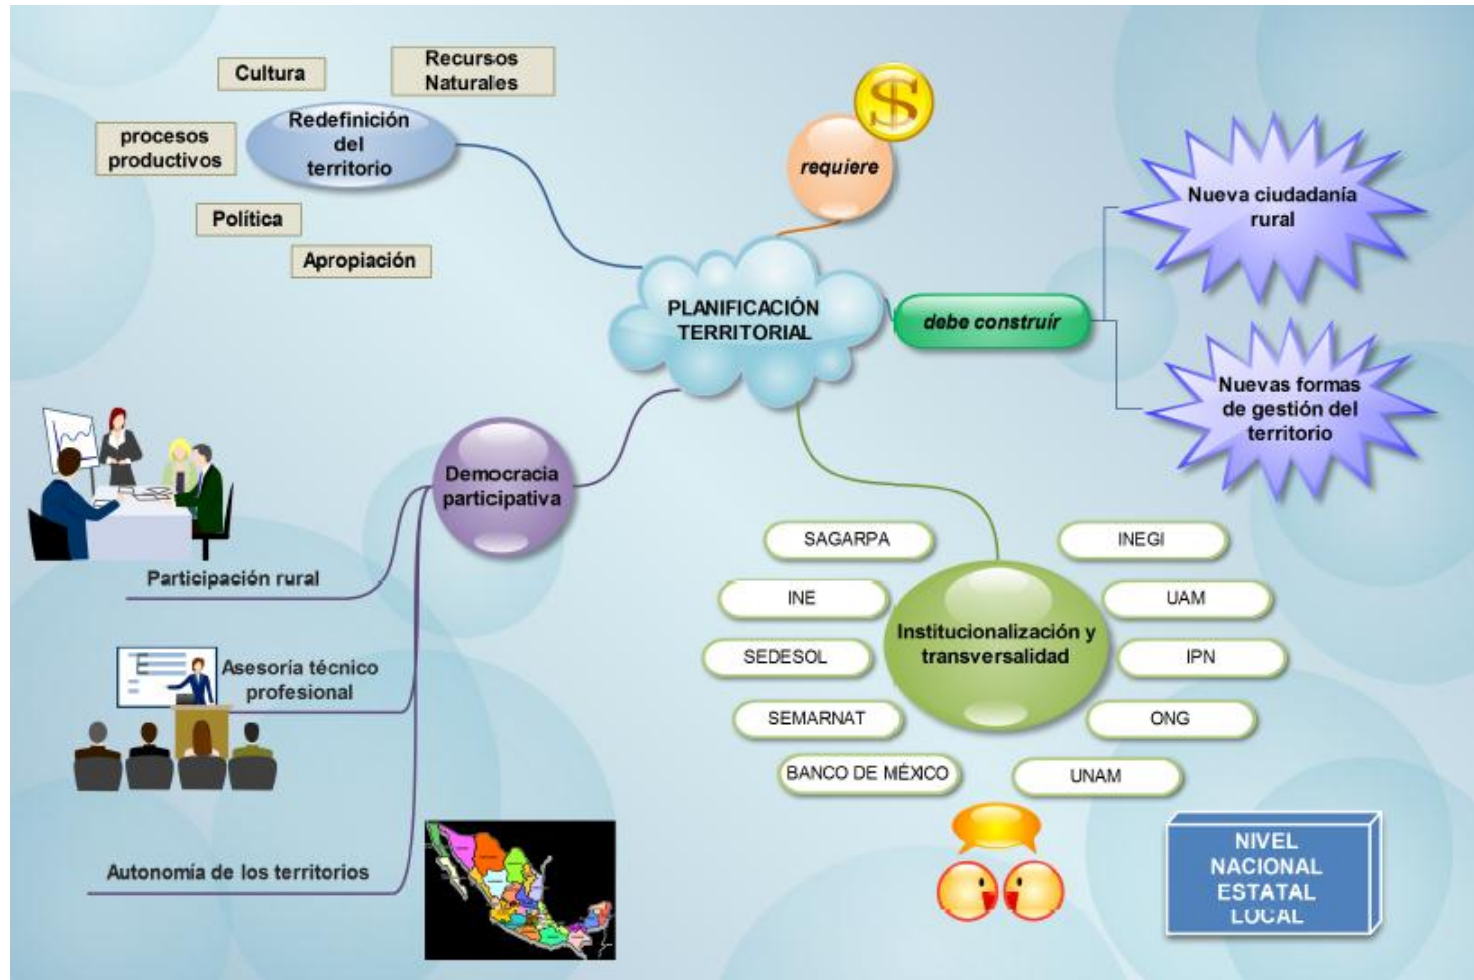 Cultura
Recursos
Naturales
procesos
productivos
Redefinición
del
territorio
Política
Apropiación
$
requiere
PLANIFICACIÓN
TERRITORIAL
debe construír
Nueva ciudadanía
rural
Nuevas formas
de gestión del
territorio
Democracia
participativa
Participación rural
Asesoría técnico
profesional
Autonomía de los territorios
Institucionalización y
transversalidad
SAGARPA
INE
SEDESOL
SEMARNAT
BANCO DE MÉXICO
INEGI
UAM
IPN
ONG
UNAM
NIVEL
NACIONAL
ESTATAL
LOCAL